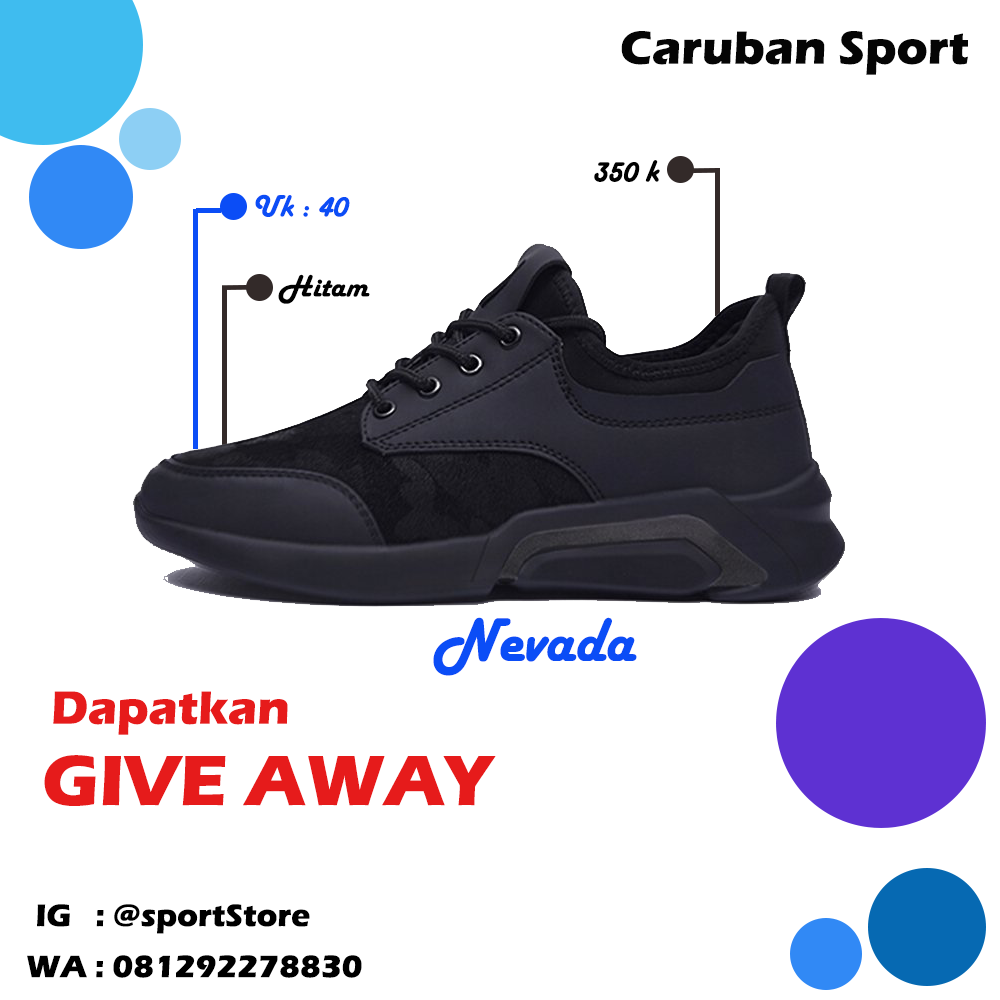 Caruban Sport
350 k
Uk : 40
Hitam
Nevada
Dapatkan
GIVE AWAY
IG : @sportStore
WA : 081292278830